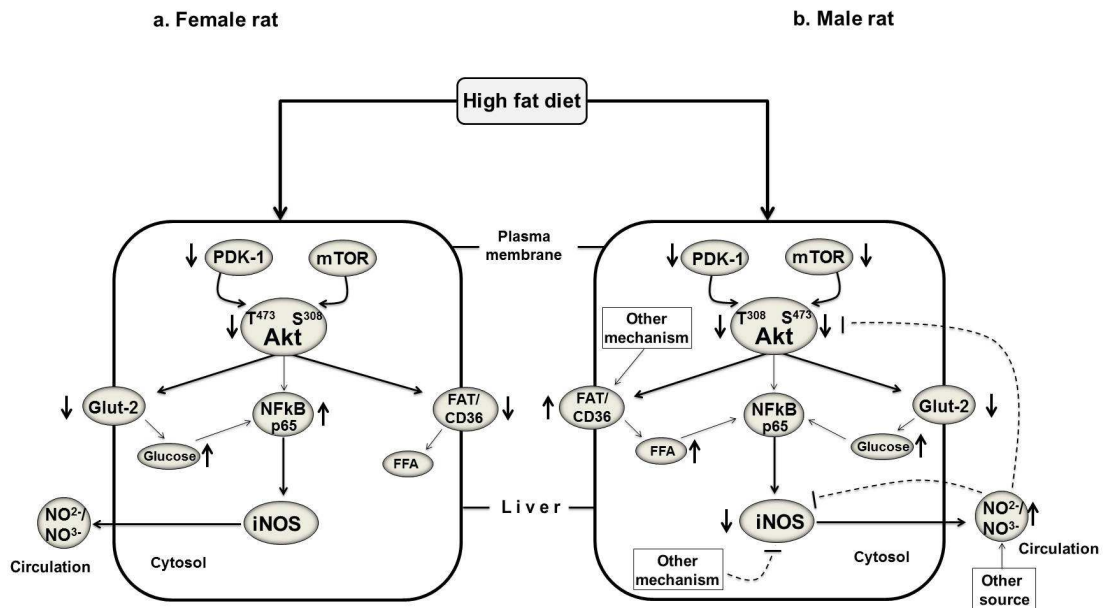 a. Female rat
b. Male rat
High fat diet
Plasma
membrane
PDK-1
mTOR
T473 S308
Akt
Glut-2
NFkB
p65
FAT/
CD36
Glucose
FFA
NO2-/
NO3-
iNOS
Circulation
Cytosol
Liver
PDK-1
mTOR
Other
mechanism
T308 S473
Akt
FAT/
CD36
NFkB
p65
Glut-2
FFA
Glucose
iNOS
NO2-/
NO3-
Other
mechanism
Cytosol
Circulation
Other
source